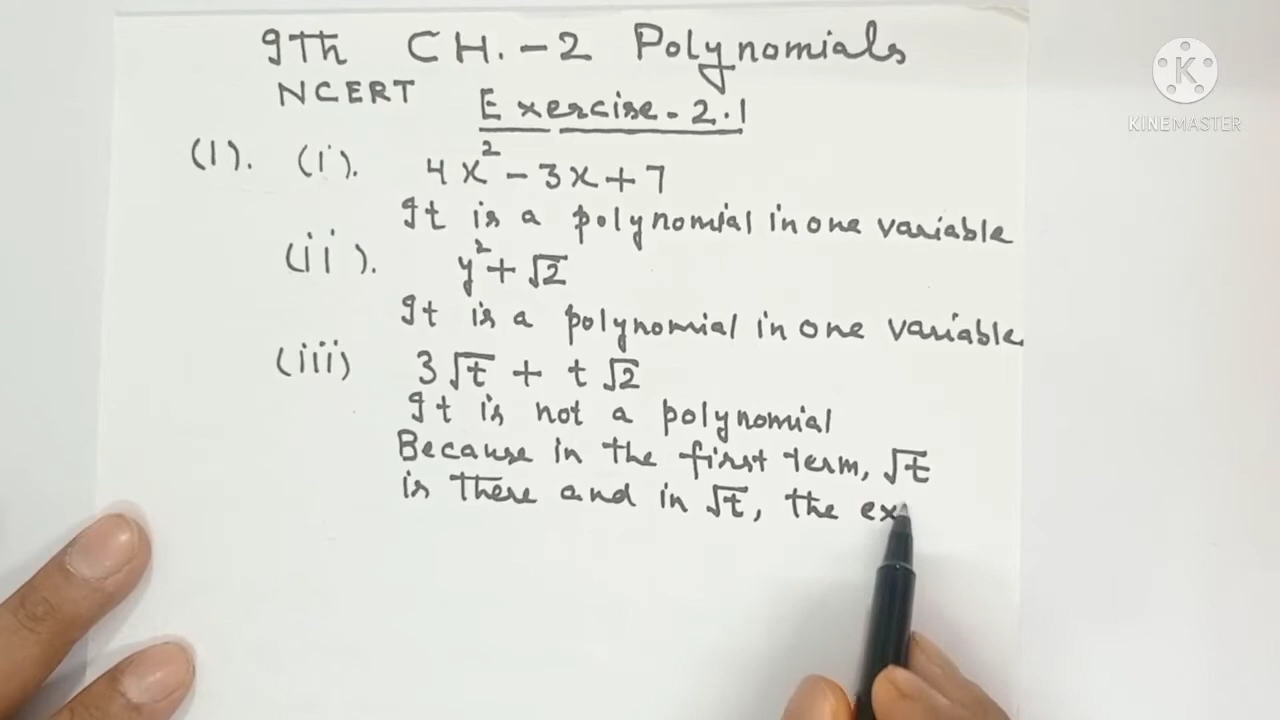 9Th CH.-2 Polynomials
NCERT
Exercise-2.1
(1). (i). 4x² - 3x + 7
It is a polynomial in one variable
(ii). y² + √2
It is a polynomial in one variable
(iii) 3√t + t√2
It is not a polynomial
Because in the first term, √t
is there and in √t, the ex
K
KINEMASTER